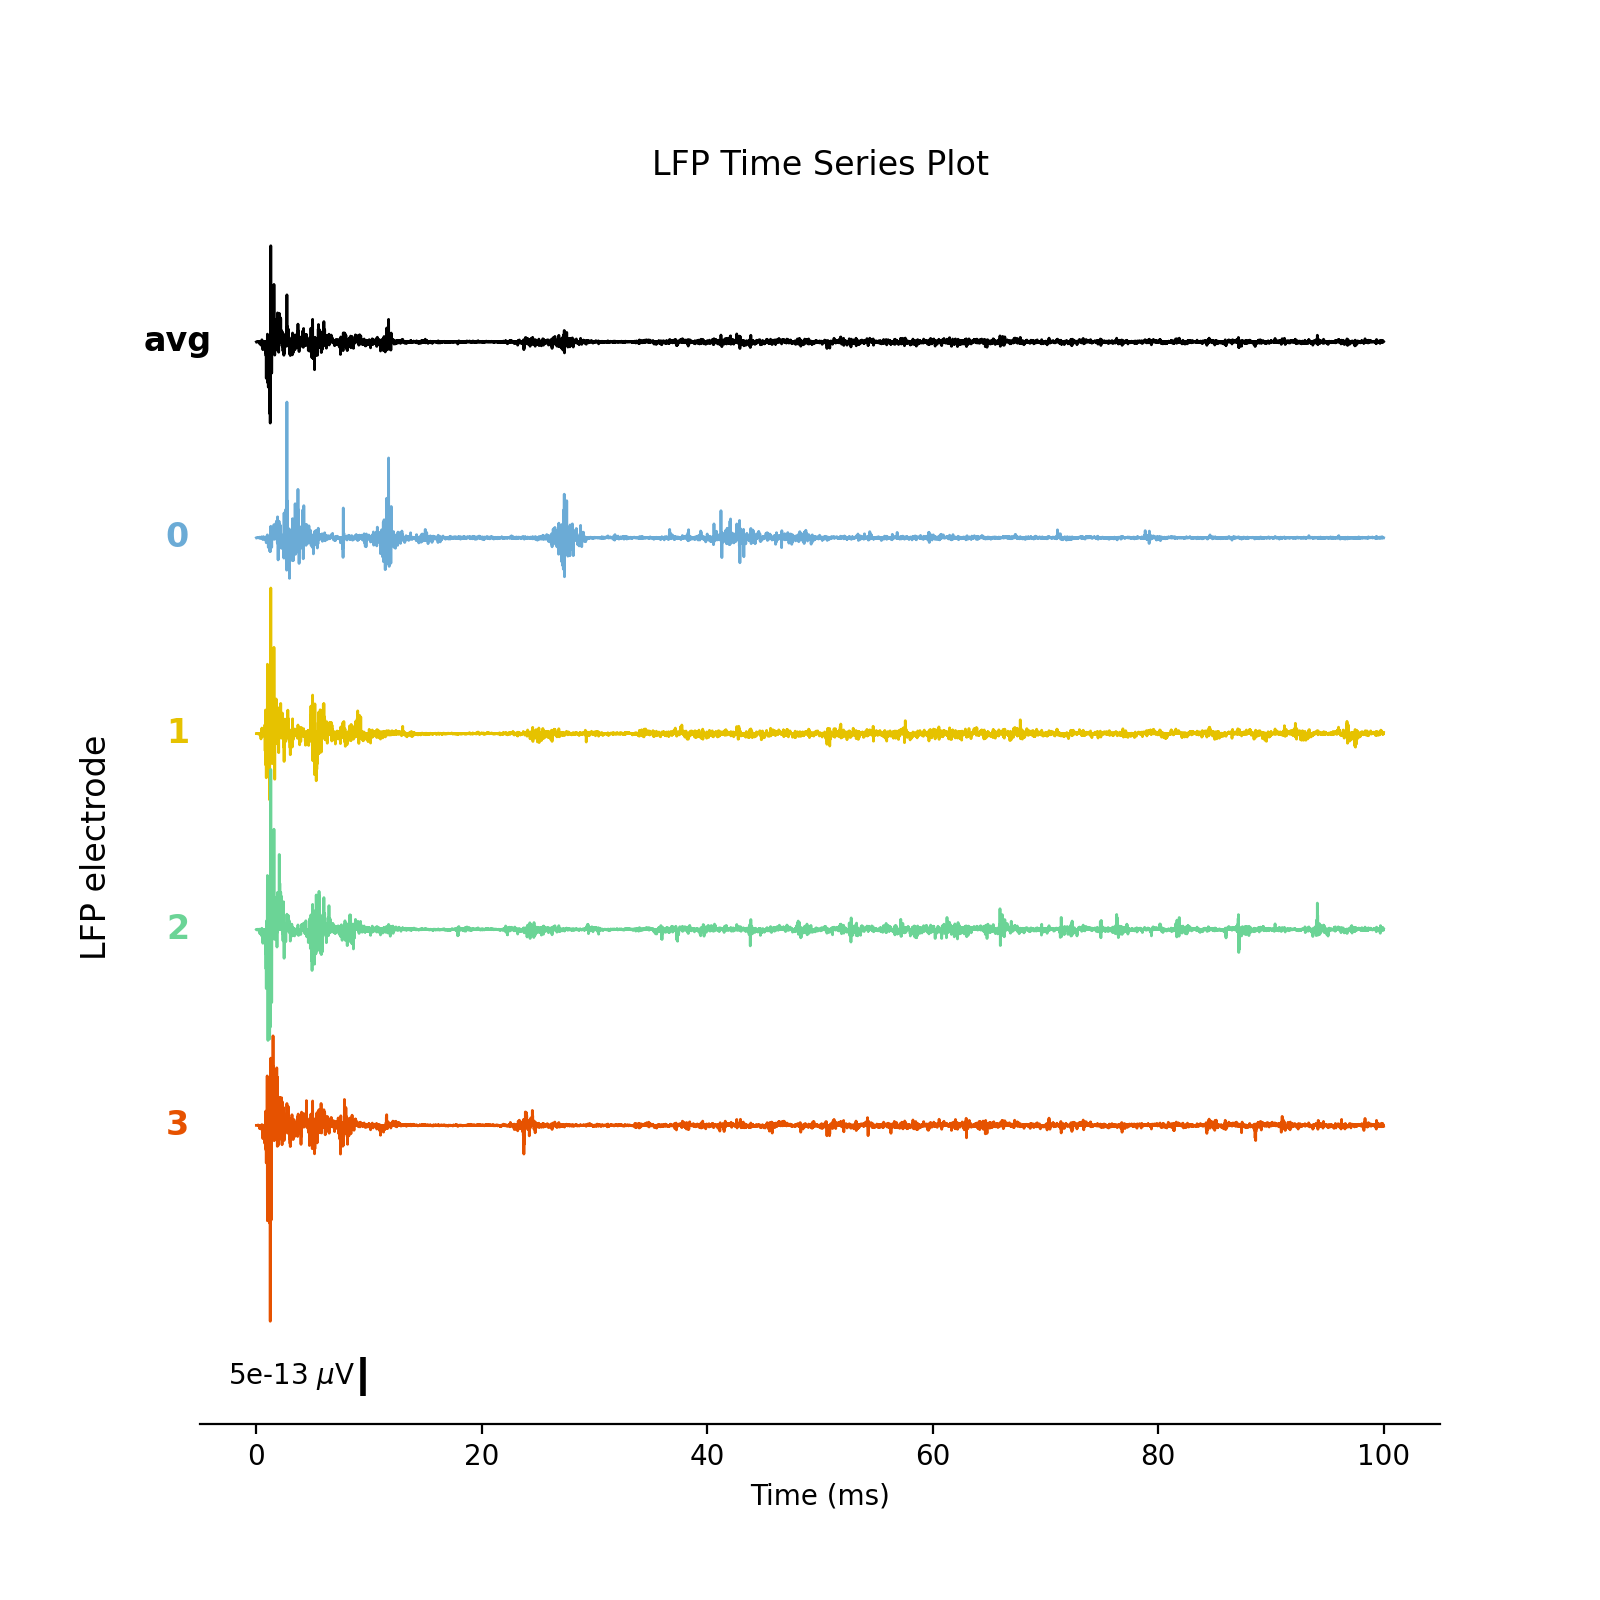 LFP Time Series Plot
avg
0
1
2
3
LFP electrode
5e-13 μV
0 20 40 60 80 100
Time (ms)